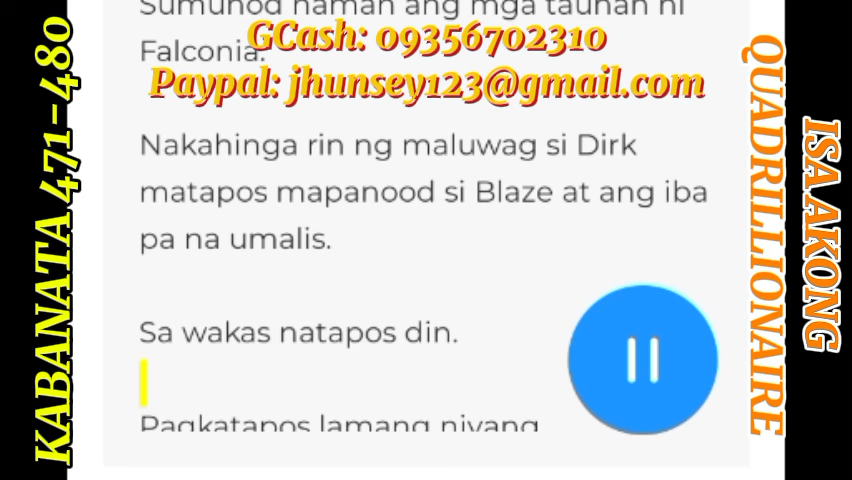 Sumunod naman ang mga tauhan ni
Falconia.
GCash: 09356702310
Paypal: jhunsey123@gmail.com
Nakahinga rin ng maluwag si Dirk
matapos mapanood si Blaze at ang iba
pa na umalis.
Sa wakas natapos din.
Pagkatapos lamang niyang
KABANATA 471-480
ISA AKONG
QUADRILLIONAIRE